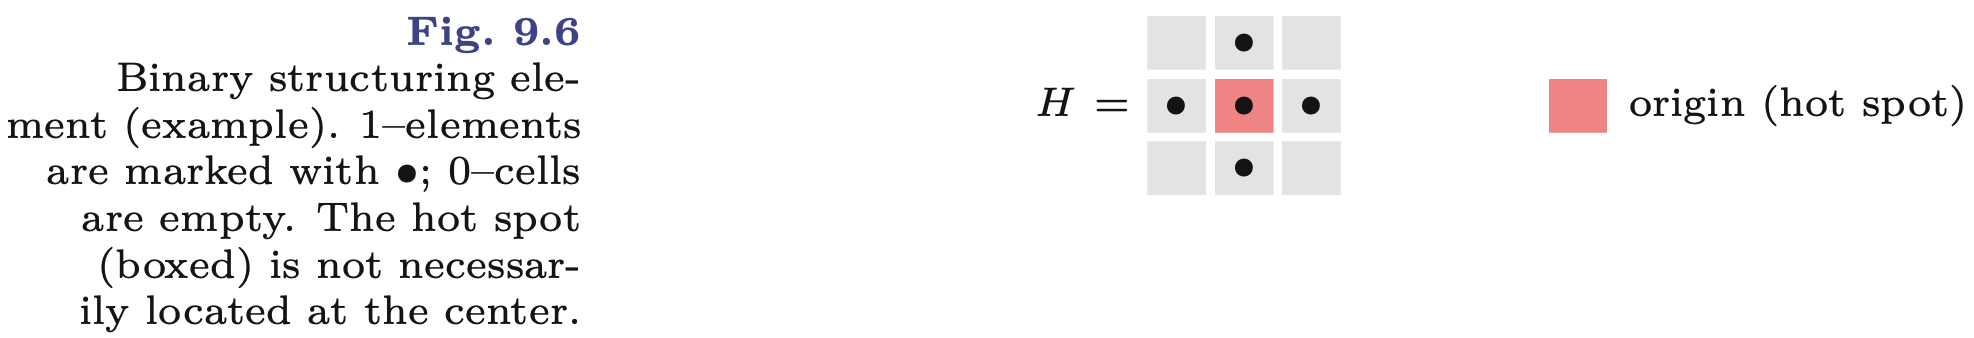 Fig. 9.6
Binary structuring ele-
ment (example). 1–elements
are marked with •; 0–cells
are empty. The hot spot
(boxed) is not necessar-
ily located at the center.
H =
origin (hot spot)